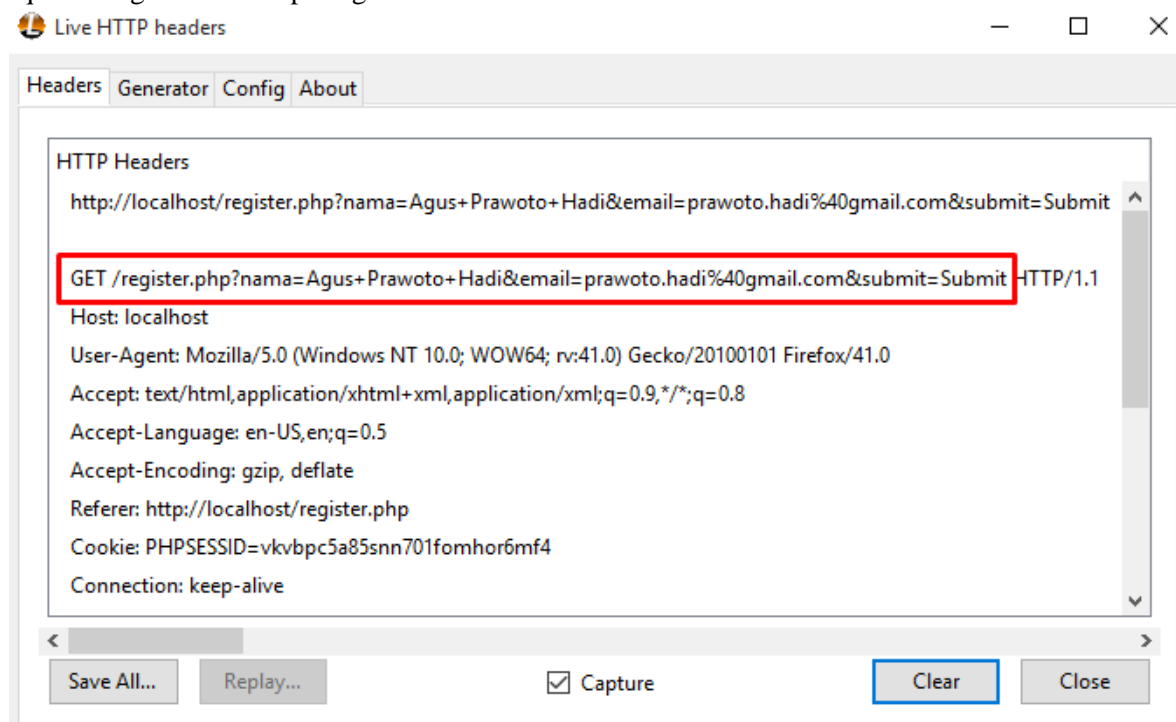 Live HTTP headers
Headers Generator Config About
HTTP Headers
http://localhost/register.php?nama=Agus+Prawoto+Hadi&email=prawoto.hadi%40gmail.com&submit=Submit
GET /register.php?nama=Agus+Prawoto+Hadi&email=prawoto.hadi%40gmail.com&submit=Submit HTTP/1.1
Host: localhost
User-Agent: Mozilla/5.0 (Windows NT 10.0; WOW64; rv:41.0) Gecko/20100101 Firefox/41.0
Accept: text/html,application/xhtml+xml,application/xml;q=0.9,*/*;q=0.8
Accept-Language: en-US,en;q=0.5
Accept-Encoding: gzip, deflate
Referer: http://localhost/register.php
Cookie: PHPSESSID=vkvbpc5a85snn701fomhor6mf4
Connection: keep-alive
Save All... Replay... Capture Clear Close